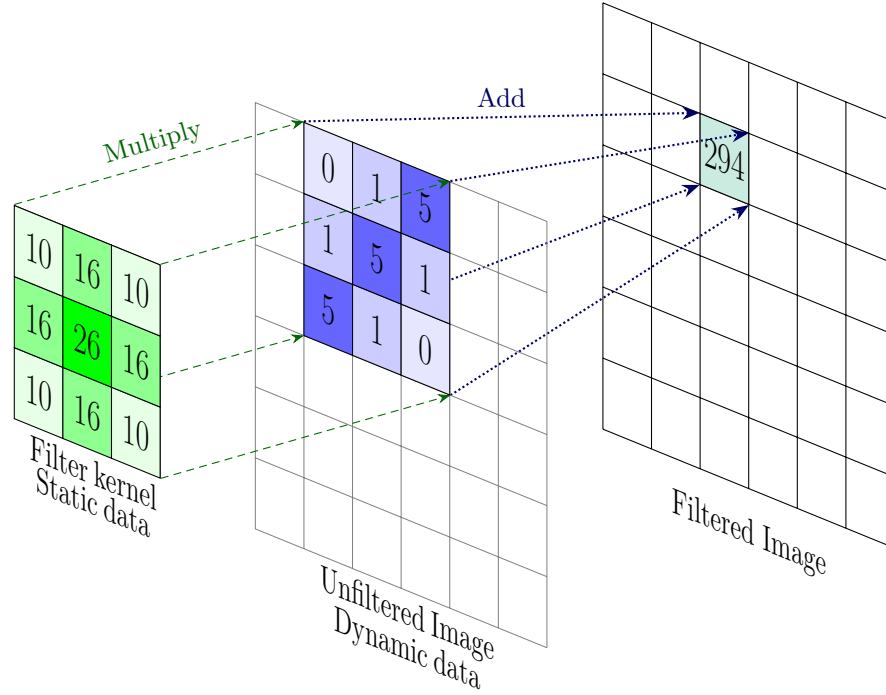 Multiply
Add
10 16 10
16 26 16
10 16 10
Filter kernel
Static data
0 1 5
1 5 1
5 1 0
Unfiltered Image
Dynamic data
294
Filtered Image